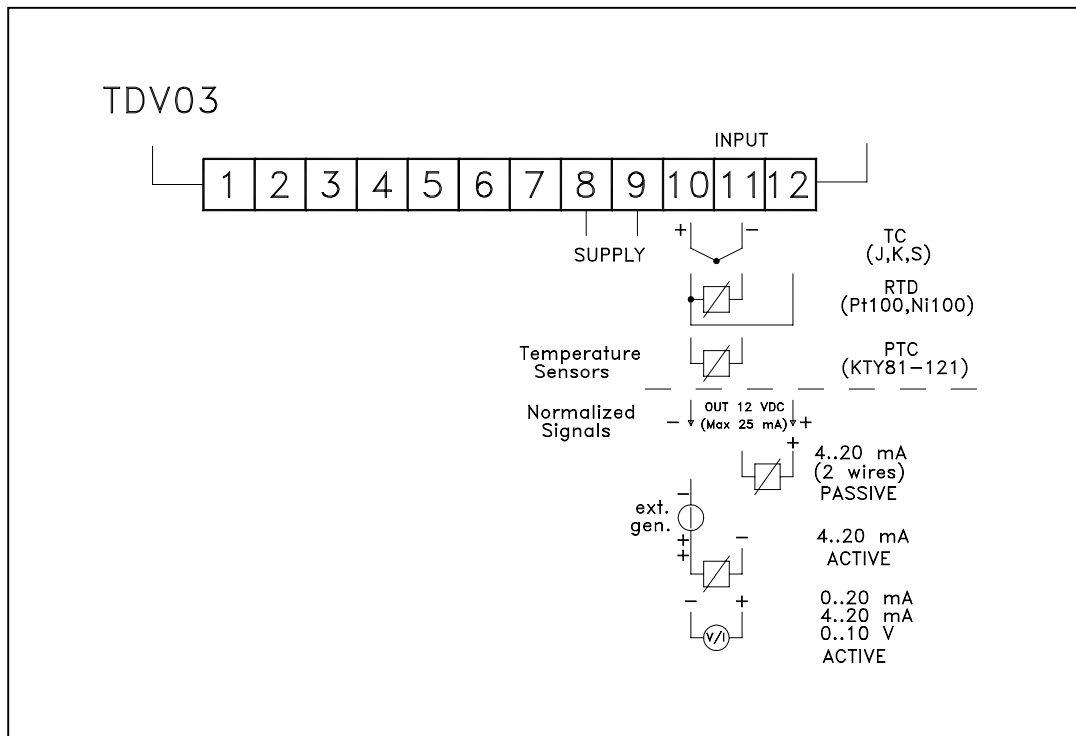 TDV03
INPUT
1 2 3 4 5 6 7 8 9 10 11 12
+ -
SUPPLY
TC
(J,K,S)
RTD
(Pt100,Ni100)
Temperature
Sensors
PTC
(KTY81-121)
Normalized
Signals
- OUT 12 VDC +
(Max 25 mA)
+
4..20 mA
(2 wires)
PASSIVE
-
ext.
gen.
+
+
-
4..20 mA
ACTIVE
- +
V/I
0..20 mA
4..20 mA
0..10 V
ACTIVE